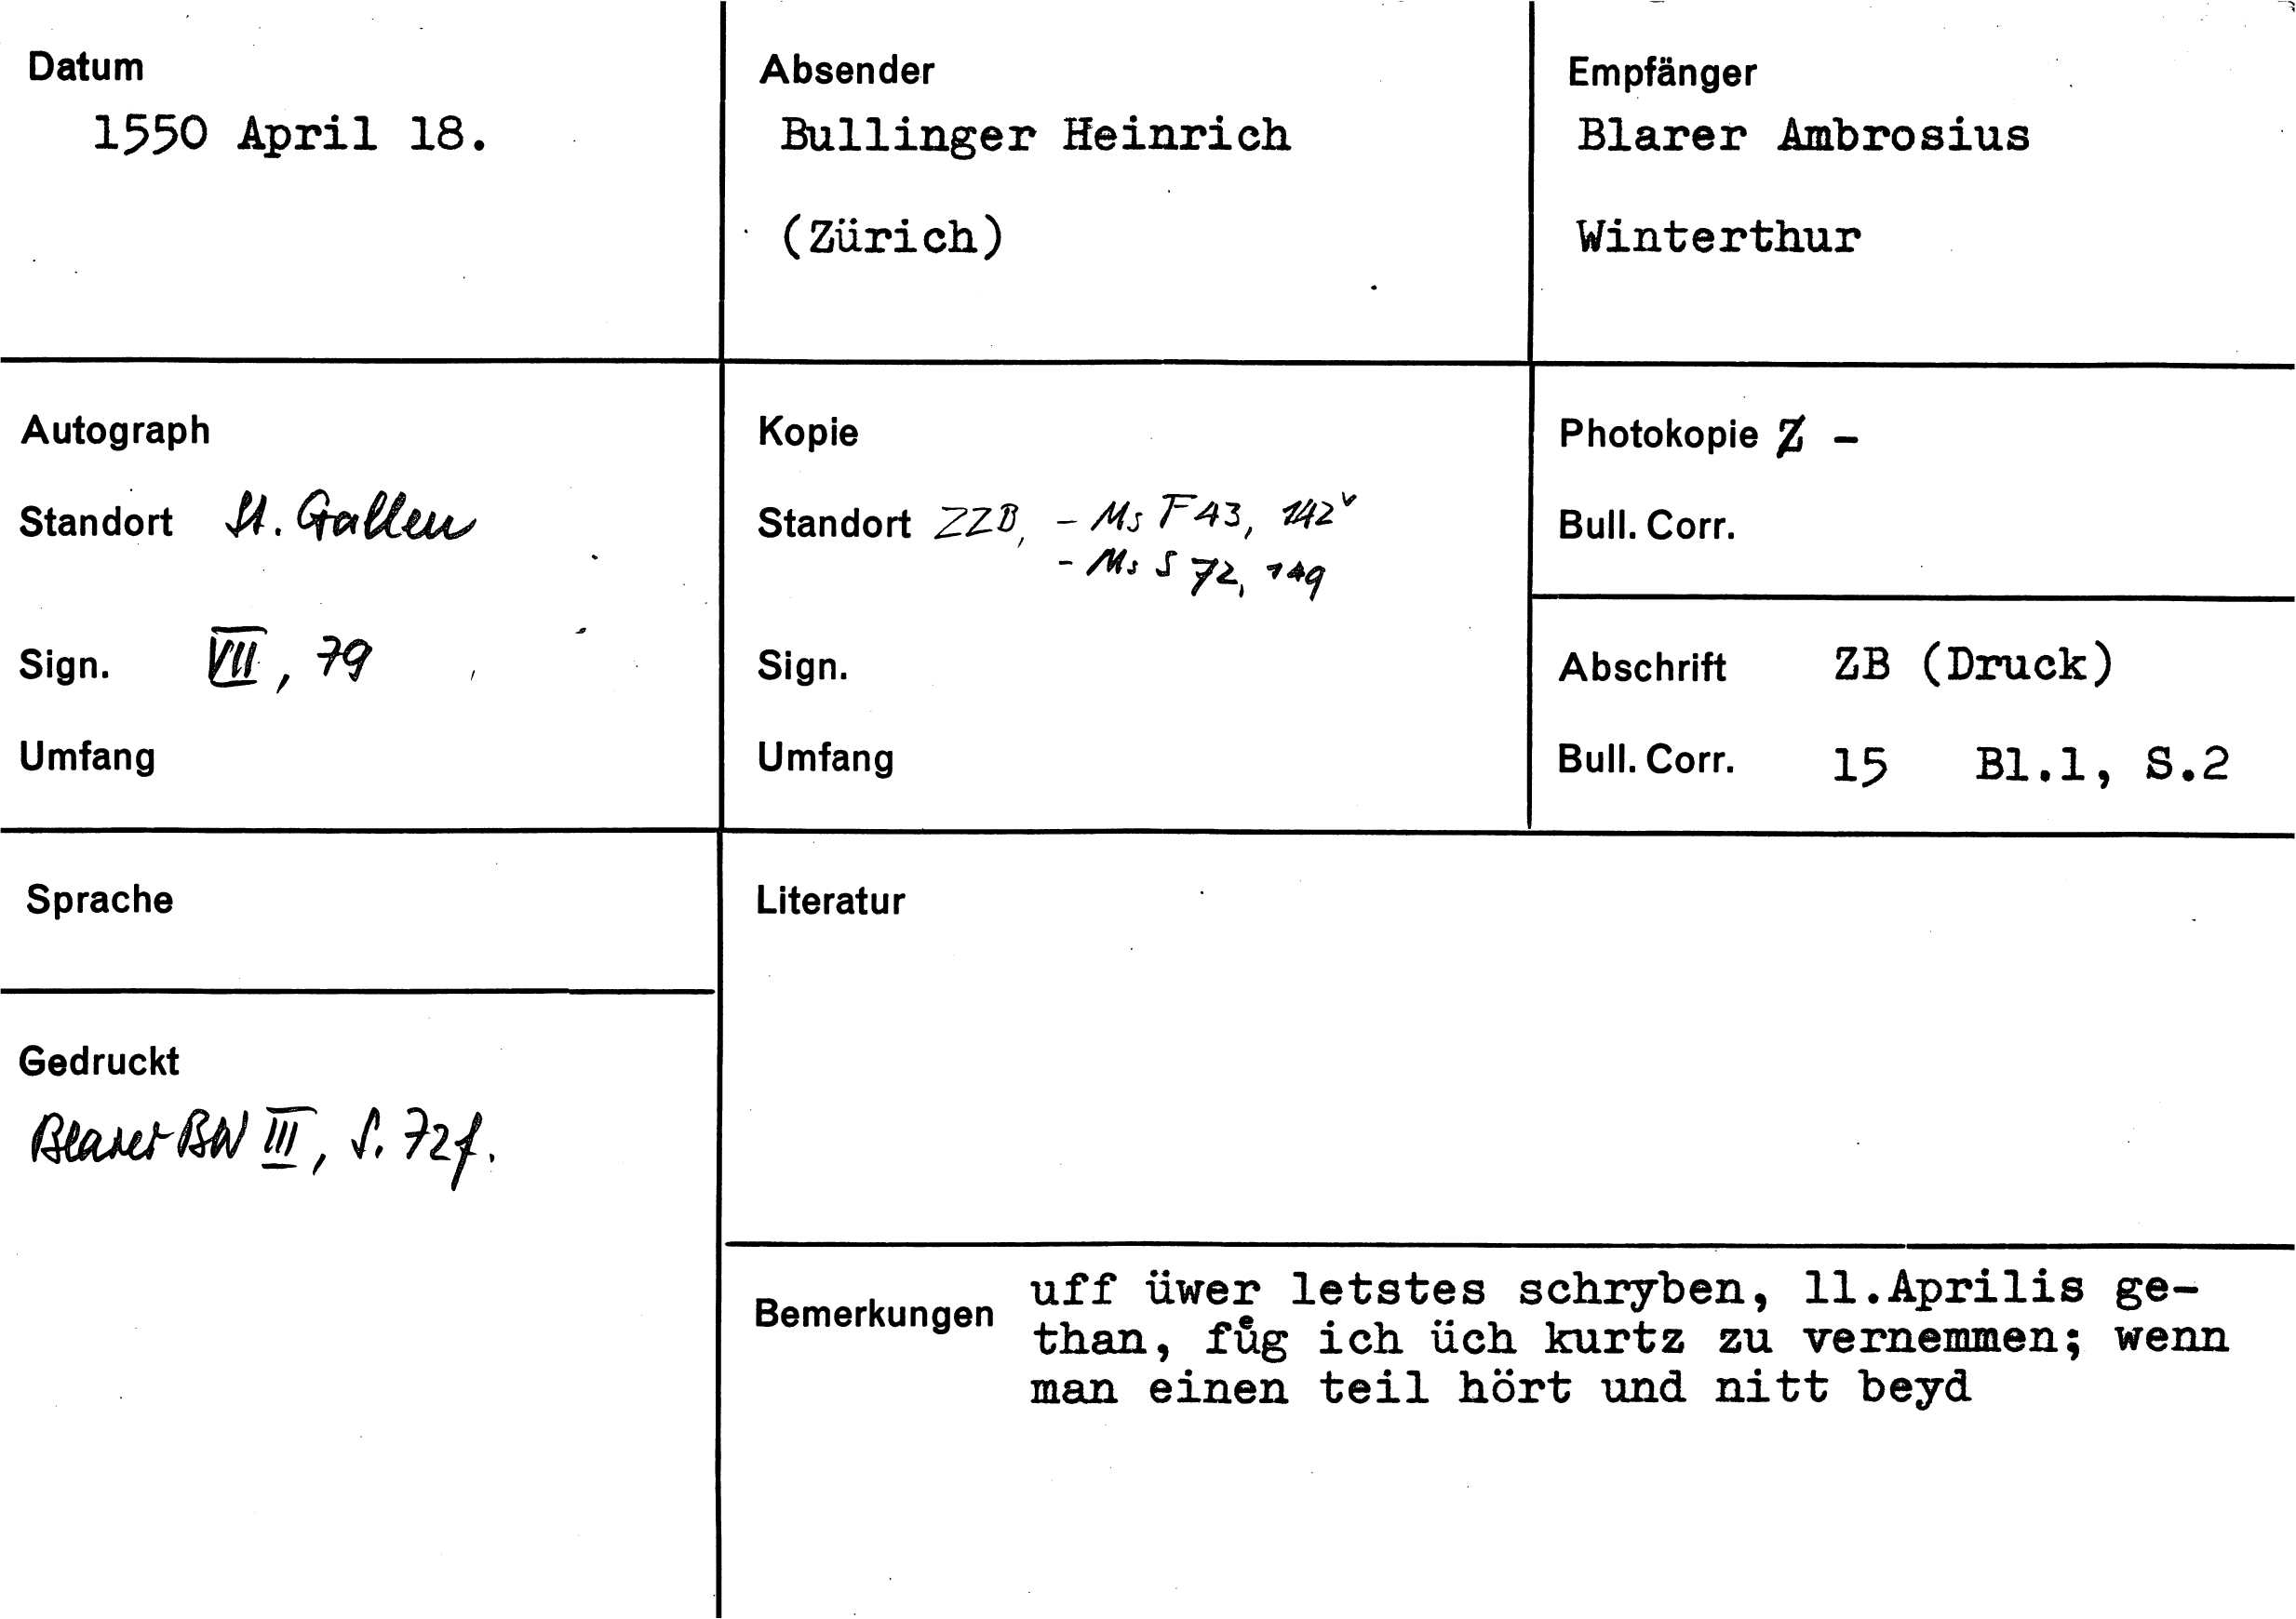 Datum
1550 April 18.
Absender
Bullinger Heinrich
(Zürich)
Empfänger
Blarer Ambrosius
Winterthur
Autograph
Standort St. Gallen
Sign. VII, 79
Umfang
Kopie
Standort ZZB, - Ms F 43, 142v
- Ms S 72, 149
Sign.
Umfang
Photokopie Z -
Bull. Corr.
Abschrift ZB (Druck)
Bull. Corr. 15 Bl.1, S.2
Sprache
Gedruckt
Blarer BW III, S. 72f.
Literatur
Bemerkungen uff üwer letstes schryben, 11.Aprilis ge-
than, fuͤg ich üch kurtz zu vernemmen; wenn
man einen teil hört und nitt beyd